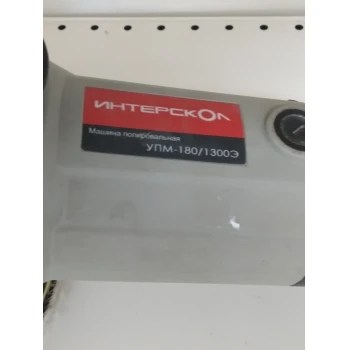 ИНТЕРСКОЛ
Машина полировальная
УПМ-180/1300Э